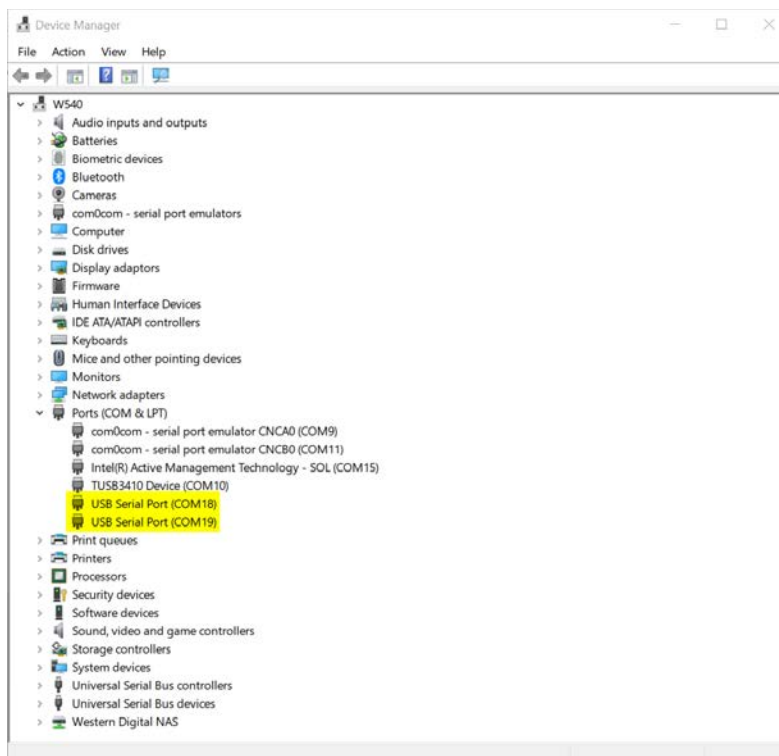 Device Manager
File Action View Help
W540
Audio inputs and outputs
Batteries
Biometric devices
Bluetooth
Cameras
com0com - serial port emulators
Computer
Disk drives
Display adaptors
Firmware
Human Interface Devices
IDE ATA/ATAPI controllers
Keyboards
Mice and other pointing devices
Monitors
Network adapters
Ports (COM & LPT)
com0com - serial port emulator CNCA0 (COM9)
com0com - serial port emulator CNCB0 (COM11)
Intel(R) Active Management Technology - SOL (COM15)
TUSB3410 Device (COM10)
USB Serial Port (COM18)
USB Serial Port (COM19)
Print queues
Printers
Processors
Security devices
Software devices
Sound, video and game controllers
Storage controllers
System devices
Universal Serial Bus controllers
Universal Serial Bus devices
Western Digital NAS